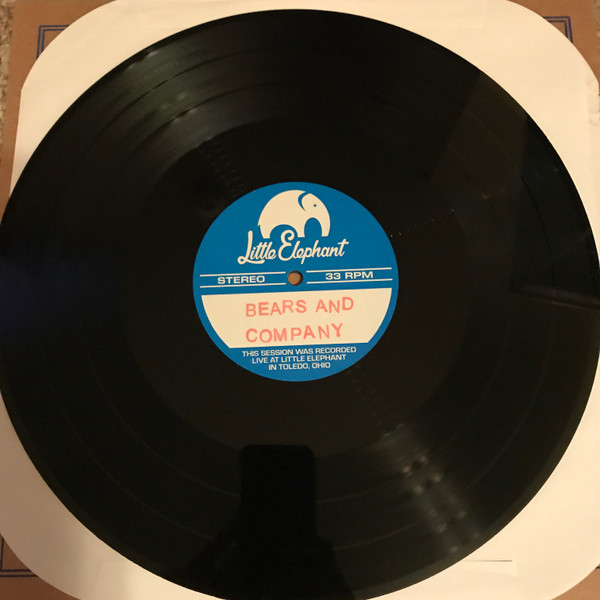 Little Elephant
STEREO 33 RPM
BEARS AND
COMPANY
THIS SESSION WAS RECORDED
LIVE AT LITTLE ELEPHANT
IN TOLEDO, OHIO